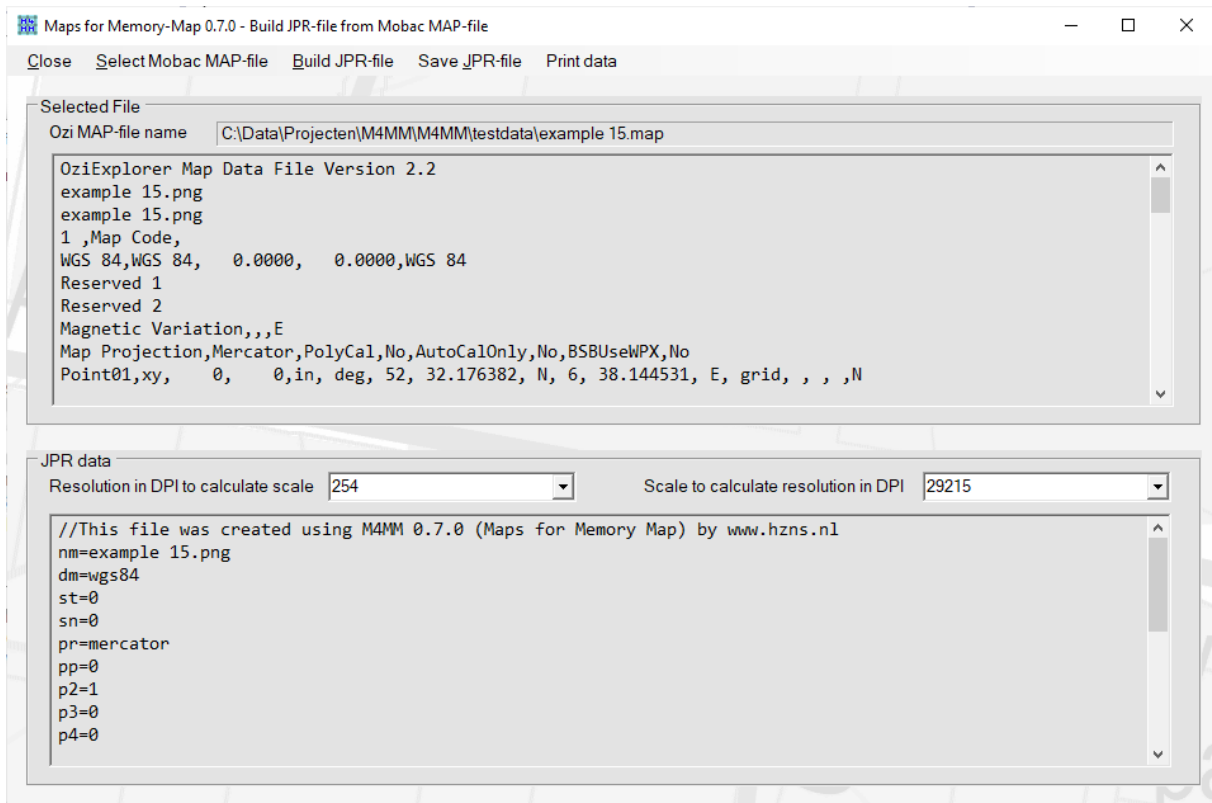 Maps for Memory-Map 0.7.0 - Build JPR-file from Mobac MAP-file
Close Select Mobac MAP-file Build JPR-file Save JPR-file Print data
Selected File
Ozi MAP-file name C:\Data\Projecten\M4MM\M4MM\testdata\example 15.map
OziExplorer Map Data File Version 2.2
example 15.png
example 15.png
1 ,Map Code,
WGS 84,WGS 84,   0.0000,   0.0000,WGS 84
Reserved 1
Reserved 2
Magnetic Variation,,,E
Map Projection,Mercator,PolyCal,No,AutoCalOnly,No,BSBUseWPX,No
Point01,xy,    0,    0,in, deg, 52, 32.176382, N, 6, 38.144531, E, grid, , , ,N
JPR data
Resolution in DPI to calculate scale 254 Scale to calculate resolution in DPI 29215
//This file was created using M4MM 0.7.0 (Maps for Memory Map) by www.hzns.nl
nm=example 15.png
dm=wgs84
st=0
sn=0
pr=mercator
pp=0
p2=1
p3=0
p4=0